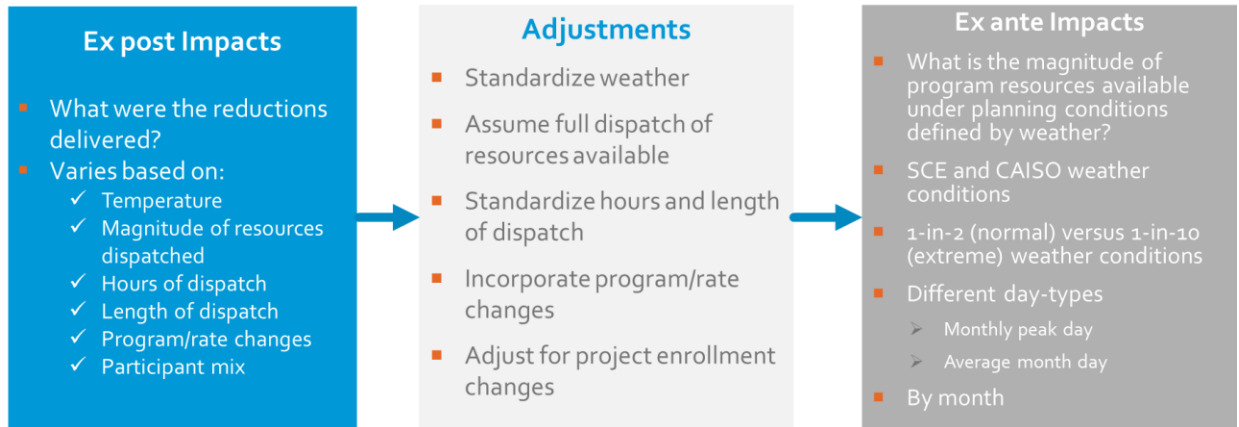 Ex post Impacts
What were the reductions
delivered?
Varies based on:
Temperature
Magnitude of resources
dispatched
Hours of dispatch
Length of dispatch
Program/rate changes
Participant mix
Adjustments
Standardize weather
Assume full dispatch of
resources available
Standardize hours and length
of dispatch
Incorporate program/rate
changes
Adjust for project enrollment
changes
Ex ante Impacts
What is the magnitude of
program resources available
under planning conditions
defined by weather?
SCE and CAISO weather
conditions
1-in-2 (normal) versus 1-in-10
(extreme) weather conditions
Different day-types
Monthly peak day
Average month day
By month